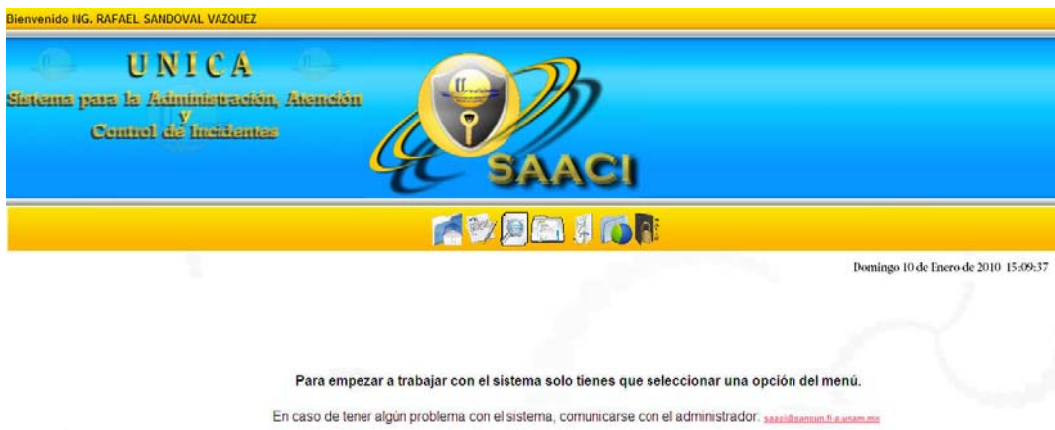 Bienvenido ING. RAFAEL SANDOVAL VAZQUEZ
UNICA
Sistema para la Administración, Atención
y
Control de Incidentes
SAACI
Domingo 10 de Enero de 2010 15:09:37
Para empezar a trabajar con el sistema solo tienes que seleccionar una opción del menú.
En caso de tener algún problema con el sistema, comunicarse con el administrador: